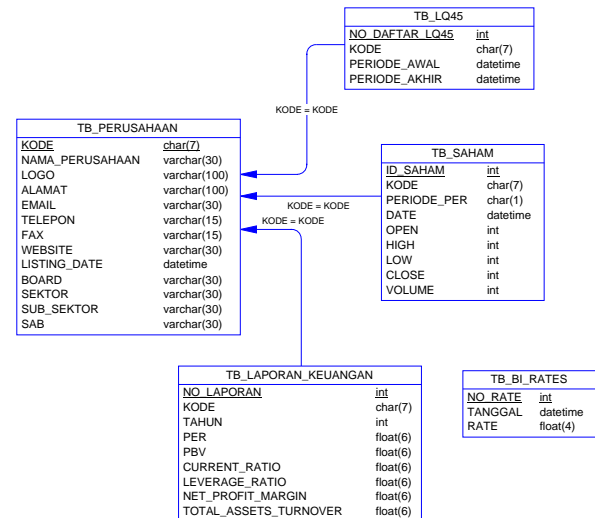 TB_LQ45
NO_DAFTAR_LQ45 int
KODE char(7)
PERIODE_AWAL datetime
PERIODE_AKHIR datetime
KODE = KODE
TB_PERUSAHAAN
KODE char(7)
NAMA_PERUSAHAAN varchar(30)
LOGO varchar(100)
ALAMAT varchar(100)
EMAIL varchar(30)
TELEPON varchar(15)
FAX varchar(15)
WEBSITE varchar(30)
LISTING_DATE datetime
BOARD varchar(30)
SEKTOR varchar(30)
SUB_SEKTOR varchar(30)
SAB varchar(30)
KODE = KODE
KODE = KODE
TB_SAHAM
ID_SAHAM int
KODE char(7)
PERIODE_PER char(1)
DATE datetime
OPEN int
HIGH int
LOW int
CLOSE int
VOLUME int
TB_LAPORAN_KEUANGAN
NO_LAPORAN int
KODE char(7)
TAHUN int
PER float(6)
PBV float(6)
CURRENT_RATIO float(6)
LEVERAGE_RATIO float(6)
NET_PROFIT_MARGIN float(6)
TOTAL_ASSETS_TURNOVER float(6)
TB_BI_RATES
NO_RATE int
TANGGAL datetime
RATE float(4)